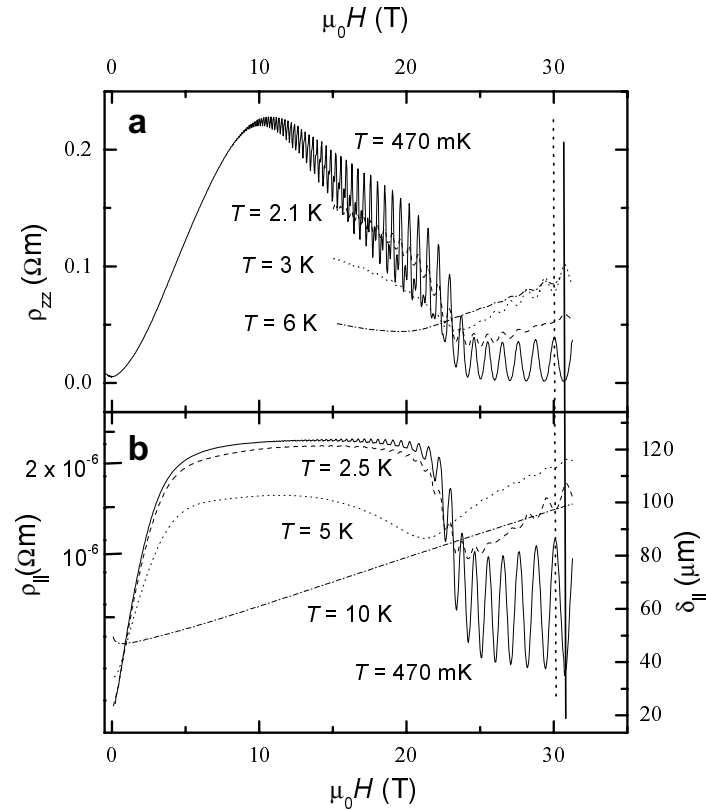 μ₀H (T)
0 10 20 30
a
T = 470 mK
0.2
T = 2.1 K
T = 3 K
0.1
T = 6 K
0.0
ρzz (Ωm)
b
120
2 x 10⁻⁶
T = 2.5 K
100
T = 5 K
10⁻⁶
80
T = 10 K
60
T = 470 mK
40
20
ρ|| (Ωm)
δ|| (μm)
0 10 20 30
μ₀H (T)